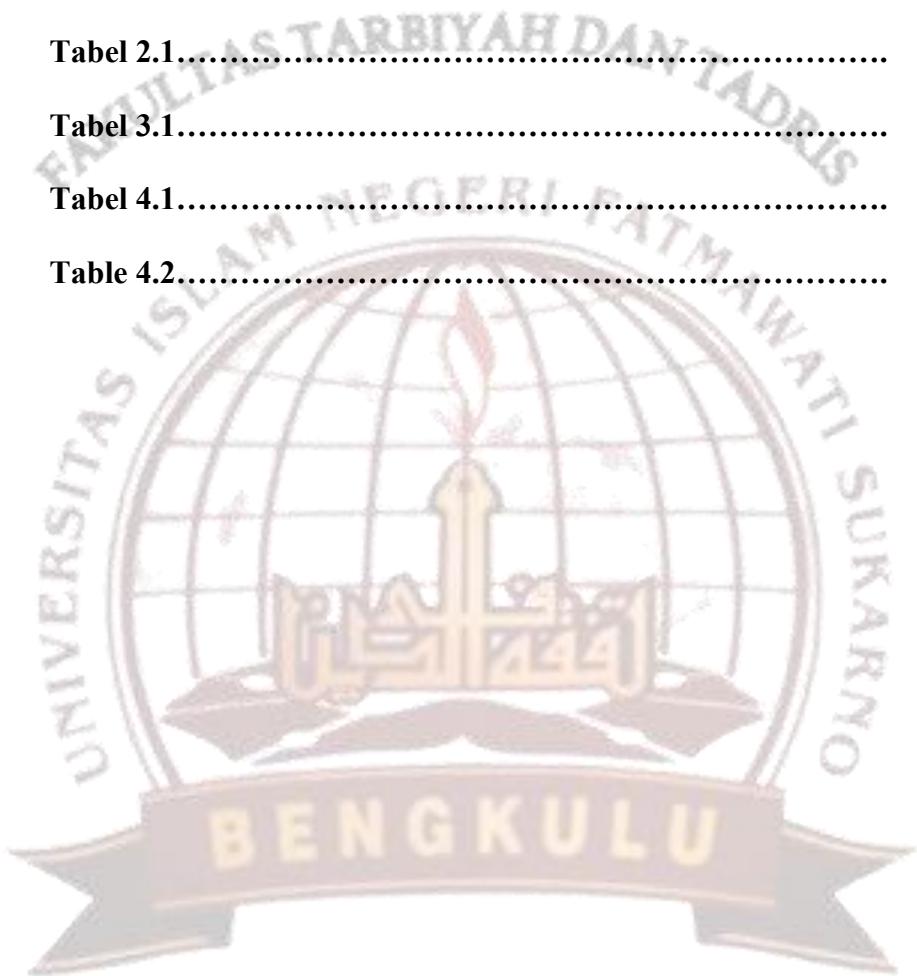 FAKULTAS TARBIYAH DAN TADRIS
Tabel 2.1………………………………………………………….
Tabel 3.1………………………………………………………….
Tabel 4.1………………………………………………………….
Table 4.2………………………………………………………….
UNIVERSITAS ISLAM NEGERI FATMAWATI SUKARNO
BENGKULU